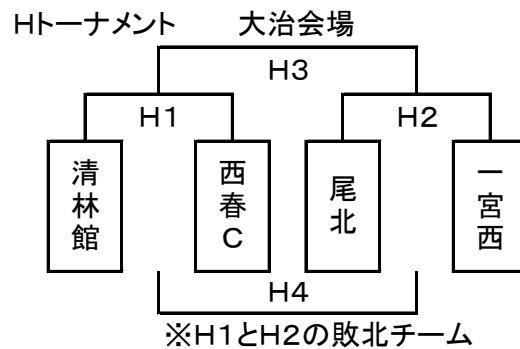 Hトーナメント　大治会場
H3
H1
H2
清林館
西春C
尾北
一宮西
H4
※H1とH2の敗北チーム